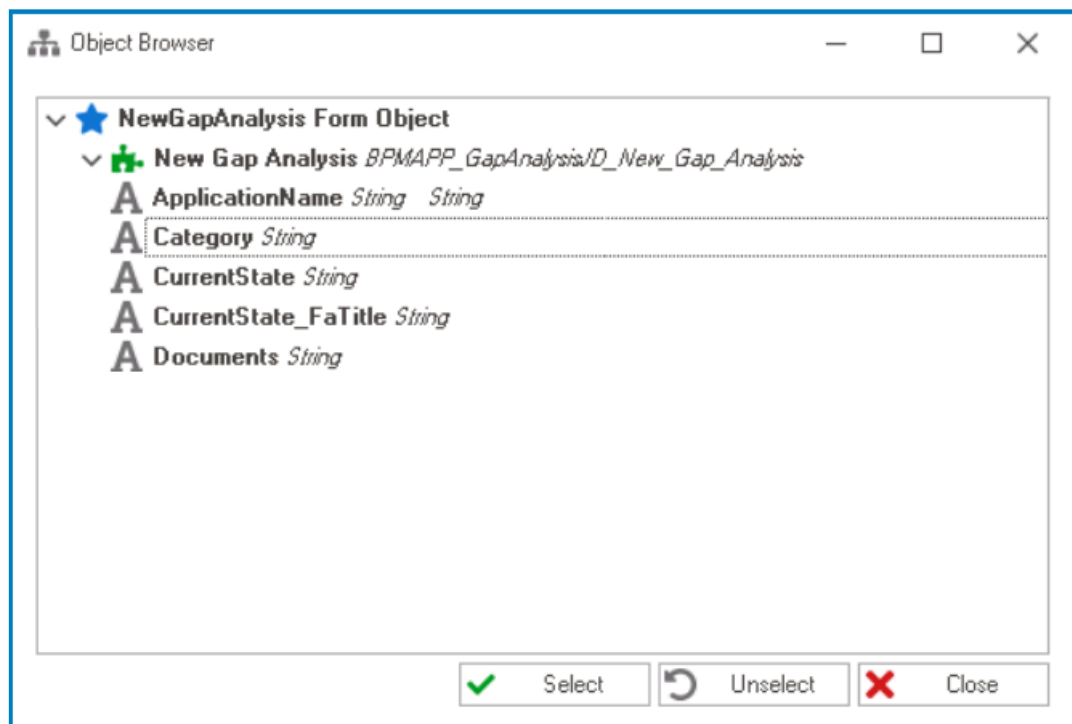 Object Browser
NewGapAnalysis Form Object
New Gap Analysis BPMAPP_GapAnalysisJD_New_Gap_Analysis
ApplicationName String String
Category String
CurrentState String
CurrentState_FaTitle String
Documents String
Select Unselect Close